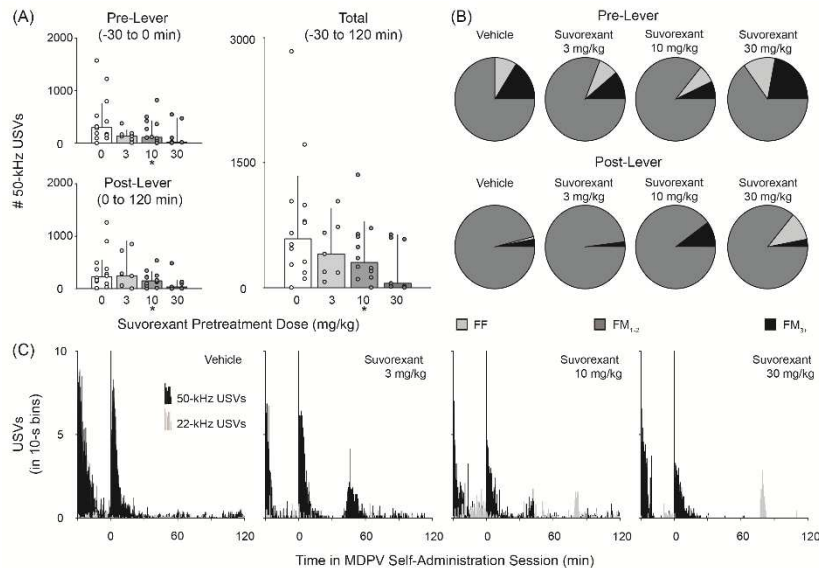 (A)
Pre-Lever
(-30 to 0 min)
2000
1000
0
0 3 10 30
*
Post-Lever
(0 to 120 min)
2000
1000
0
0 3 10 30
*
# 50-kHz USVs
Total
(-30 to 120 min)
3000
1500
0
0 3 10 30
*
Suvorexant Pretreatment Dose (mg/kg)
(B)
Pre-Lever
Vehicle
Suvorexant
3 mg/kg
Suvorexant
10 mg/kg
Suvorexant
30 mg/kg
Post-Lever
Vehicle
Suvorexant
3 mg/kg
Suvorexant
10 mg/kg
Suvorexant
30 mg/kg
FF
FM1-2
(C)
10
5
0
USVs
(in 10-s bins)
Vehicle
50-kHz USVs
22-kHz USVs
Suvorexant
3 mg/kg
Suvorexant
10 mg/kg
Suvorexant
30 mg/kg
0 60 120
0 60 120
0 60 120
0 60 120
Time in MDPV Self-Administration Session (min)